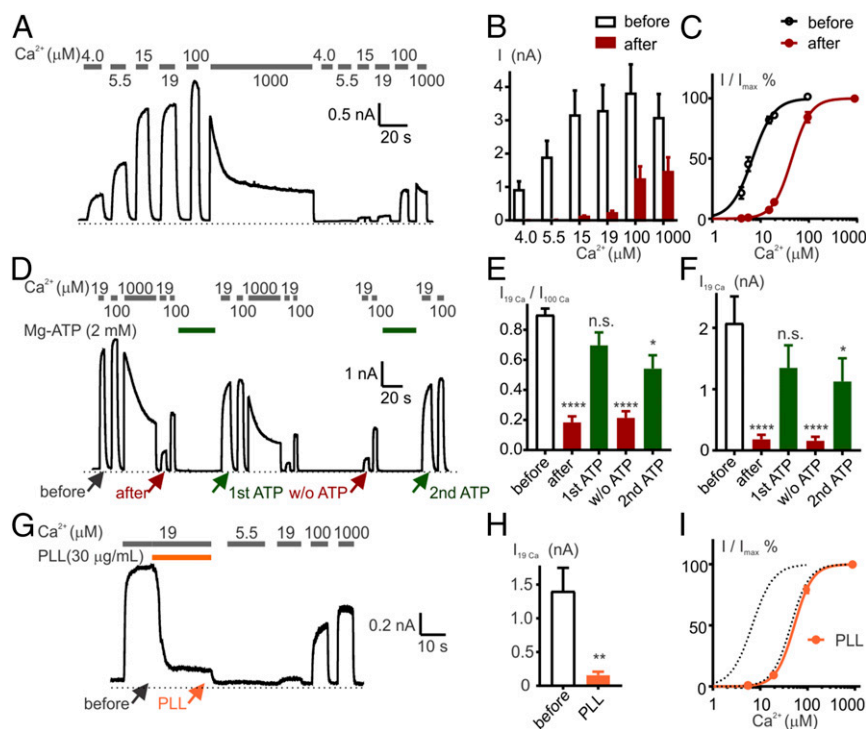 A
Ca²⁺(μM)
4.0 15 100 4.0 15 100
5.5 19 1000 5.5 19 1000
0.5 nA
20 s
B
before
after
I (nA)
5
4
3
2
1
0
4.0 5.5 15 19 100 1000
Ca²⁺(μM)
C
before
after
I / Imax %
100
50
0
1 10 100 1000
Ca²⁺(μM)
D
Ca²⁺(μM)
19 1000 19 19 1000 19 19 19
100 100 100 100 100 100
Mg-ATP (2 mM)
1 nA
20 s
before after 1st ATP w/o ATP 2nd ATP
E
I19 Ca / I100 Ca
0.8
0.6
0.4
0.2
0.0
n.s.
*
**** ****
before after 1st ATP w/o ATP 2nd ATP
F
I19 Ca (nA)
2
1
0
n.s.
*
**** ****
before after 1st ATP w/o ATP 2nd ATP
G
Ca²⁺(μM)
19 5.5 19 100 1000
PLL(30 μg/mL)
0.2 nA
10 s
before PLL
H
I19 Ca (nA)
1.5
1.0
0.5
0
**
before PLL
I
I / Imax %
100
50
0
PLL
1 10 100 1000
Ca²⁺(μM)